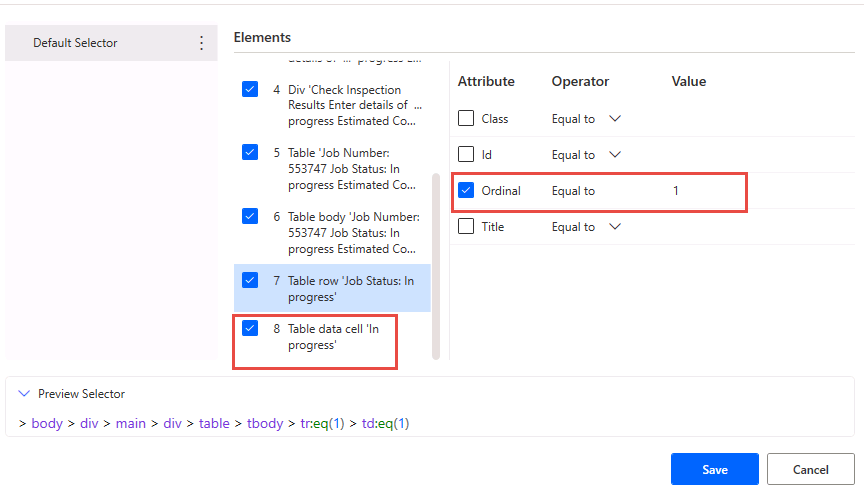 Default Selector
Elements
details of ... progress E...
4 Div 'Check Inspection
Results Enter details of ...
progress Estimated Co...
5 Table 'Job Number:
553747 Job Status: In
progress Estimated Co...
6 Table body 'Job Number:
553747 Job Status: In
progress Estimated Co...
7 Table row 'Job Status: In
progress'
8 Table data cell 'In
progress'
Attribute Operator Value
Class Equal to
Id Equal to
Ordinal Equal to 1
Title Equal to
Preview Selector
> body > div > main > div > table > tbody > tr:eq(1) > td:eq(1)
Save Cancel